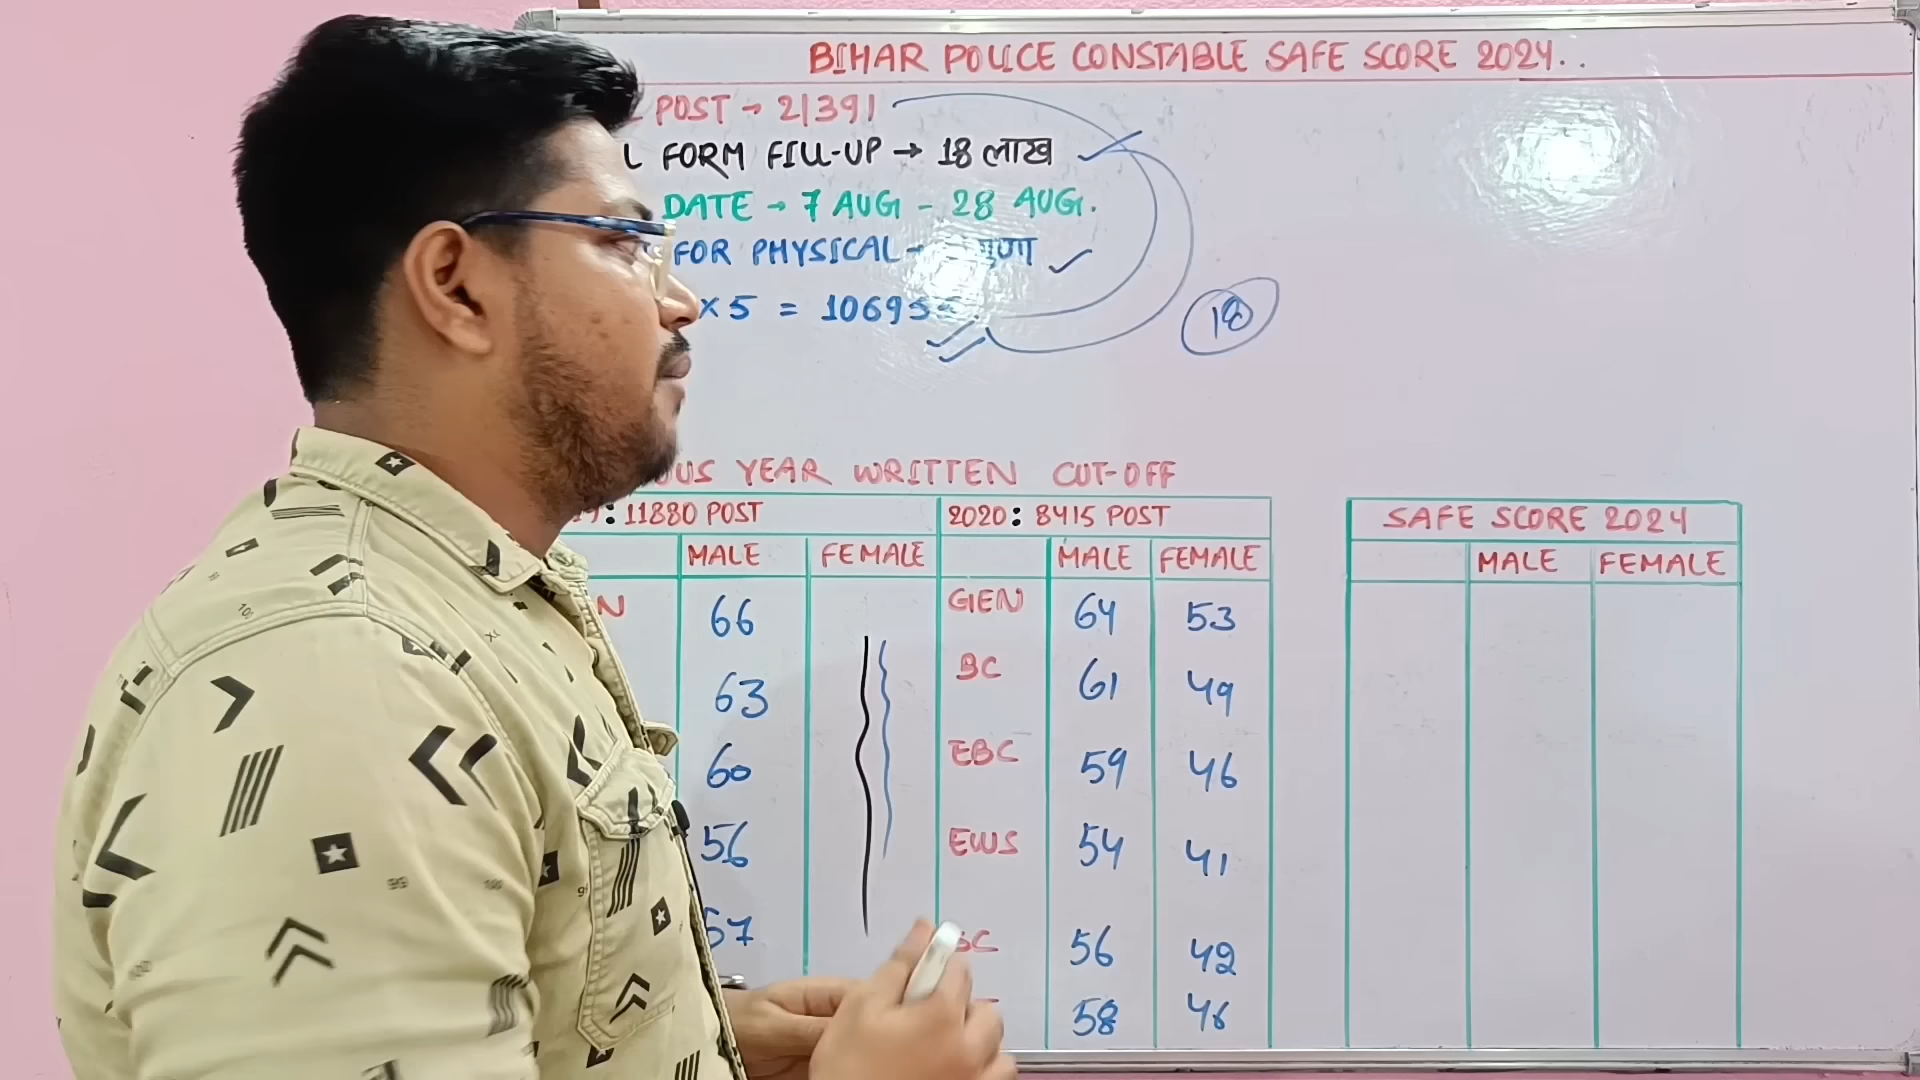 BIHAR POLICE CONSTABLE SAFE SCORE 2024..
POST → 21391
L FORM FILL-UP → 18 लाख
DATE → 7 AUG - 28 AUG.
FOR PHYSICAL →
× 5 = 10695
18
US YEAR WRITTEN CUT-OFF
: 11880 POST
MALE FEMALE
N 66
63
60
56
57
2020: 8415 POST
MALE FEMALE
GEN 64 53
BC 61 49
EBC 59 46
EWS 54 41
SC 56 42
58 46
SAFE SCORE 2024
MALE FEMALE